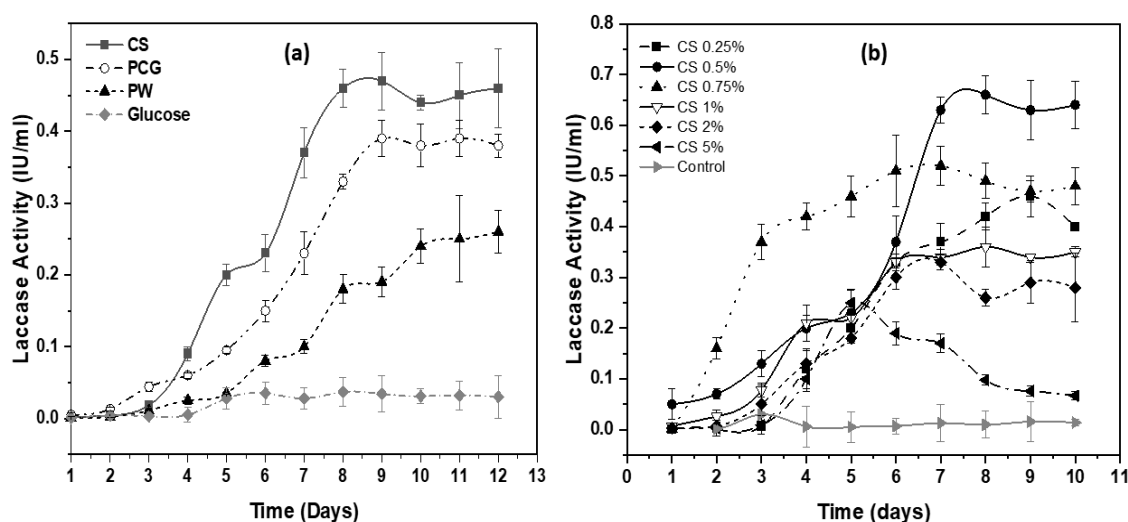 (a)
CS
PCG
PW
Glucose
Laccase Activity (IU/ml)
0.5
0.4
0.3
0.2
0.1
0.0
1 2 3 4 5 6 7 8 9 10 11 12 13
Time (Days)
(b)
CS 0.25%
CS 0.5%
CS 0.75%
CS 1%
CS 2%
CS 5%
Control
Laccase Activity (IU/ml)
0.8
0.7
0.6
0.5
0.4
0.3
0.2
0.1
0.0
0 1 2 3 4 5 6 7 8 9 10 11
Time (days)